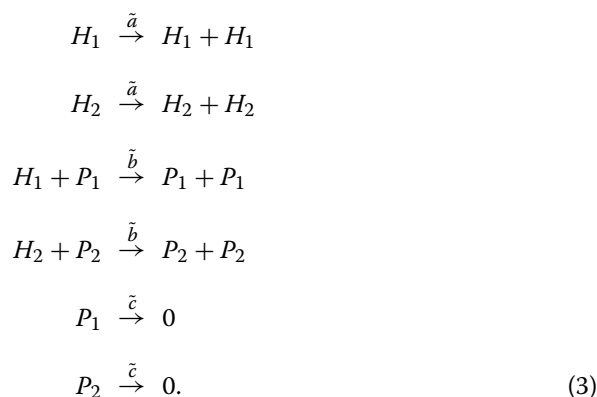 H₁ →ã H₁ + H₁
H₂ →ã H₂ + H₂
H₁ + P₁ →b̃ P₁ + P₁
H₂ + P₂ →b̃ P₂ + P₂
P₁ →c̃ 0
P₂ →c̃ 0. (3)